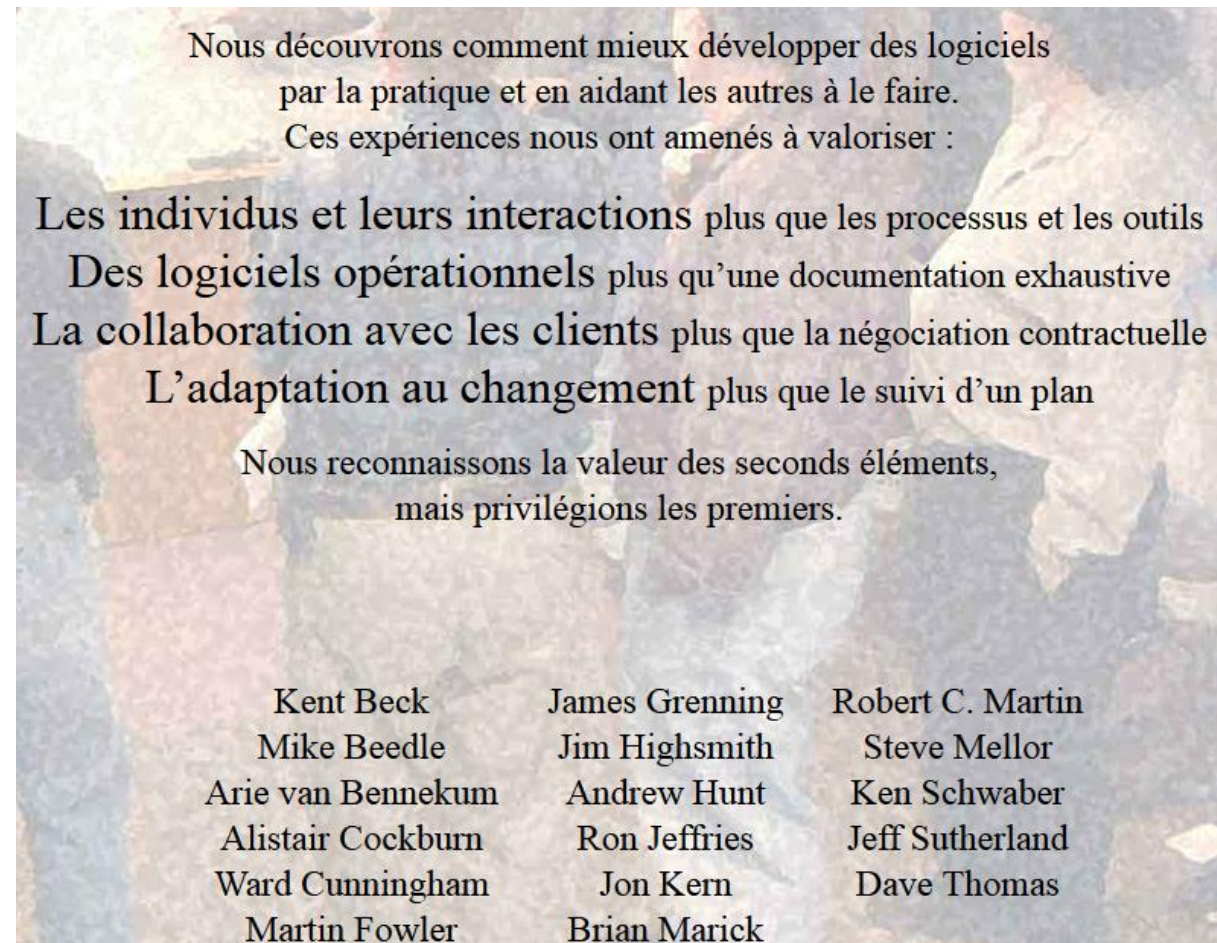 Nous découvrons comment mieux développer des logiciels
par la pratique et en aidant les autres à le faire.
Ces expériences nous ont amenés à valoriser :
Les individus et leurs interactions plus que les processus et les outils
Des logiciels opérationnels plus qu’une documentation exhaustive
La collaboration avec les clients plus que la négociation contractuelle
L’adaptation au changement plus que le suivi d’un plan
Nous reconnaissons la valeur des seconds éléments,
mais privilégions les premiers.
Kent Beck
Mike Beedle
Arie van Bennekum
Alistair Cockburn
Ward Cunningham
Martin Fowler
James Grenning
Jim Highsmith
Andrew Hunt
Ron Jeffries
Jon Kern
Brian Marick
Robert C. Martin
Steve Mellor
Ken Schwaber
Jeff Sutherland
Dave Thomas